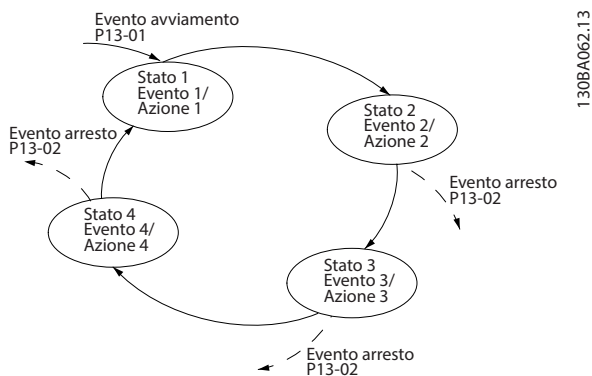 Evento avviamento
P13-01
130BA062.13
Stato 1
Evento 1/
Azione 1
Stato 2
Evento 2/
Azione 2
Evento arresto
P13-02
Evento arresto
P13-02
Stato 4
Evento 4/
Azione 4
Stato 3
Evento 3/
Azione 3
Evento arresto
P13-02